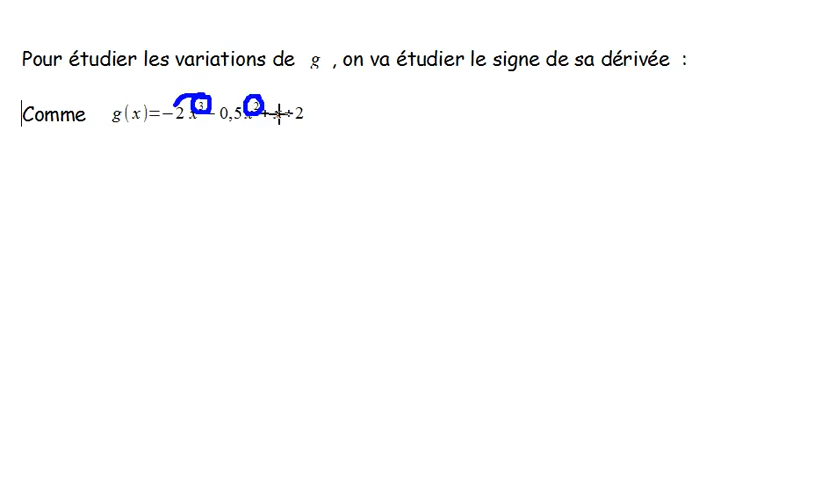 Pour étudier les variations de g , on va étudier le signe de sa dérivée :
Comme g(x)=−2x³−0,5x²+x+2